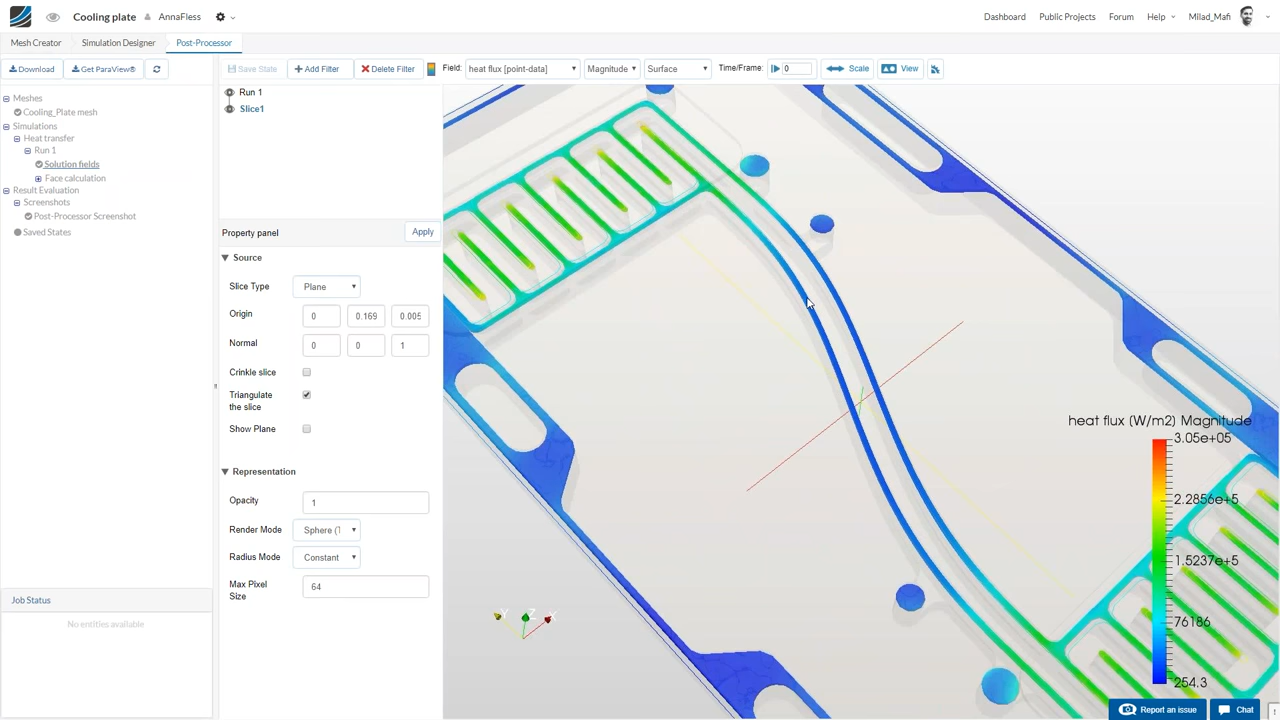 Cooling plate AnnaFless
Dashboard Public Projects Forum Help Milad_Mafi
Mesh Creator Simulation Designer Post-Processor
Download Get ParaView®
Save State Add Filter Delete Filter Field: heat flux [point-data] Magnitude Surface Time/Frame: 0 Scale View
Meshes
Cooling_Plate mesh
Simulations
Heat transfer
Run 1
Solution fields
Face calculation
Result Evaluation
Screenshots
Post-Processor Screenshot
Saved States
Run 1
Slice1
Property panel Apply
Source
Slice Type Plane
Origin 0 0.169 0.005
Normal 0 0 1
Crinkle slice
Triangulate
the slice
Show Plane
Representation
Opacity 1
Render Mode Sphere (1
Radius Mode Constant
Max Pixel
Size
64
Job Status
No entities available
Y Z X
heat flux (W/m2) Magnitude
3.05e+05
2.2856e+5
1.5237e+5
76186
254.3
Report an issue Chat